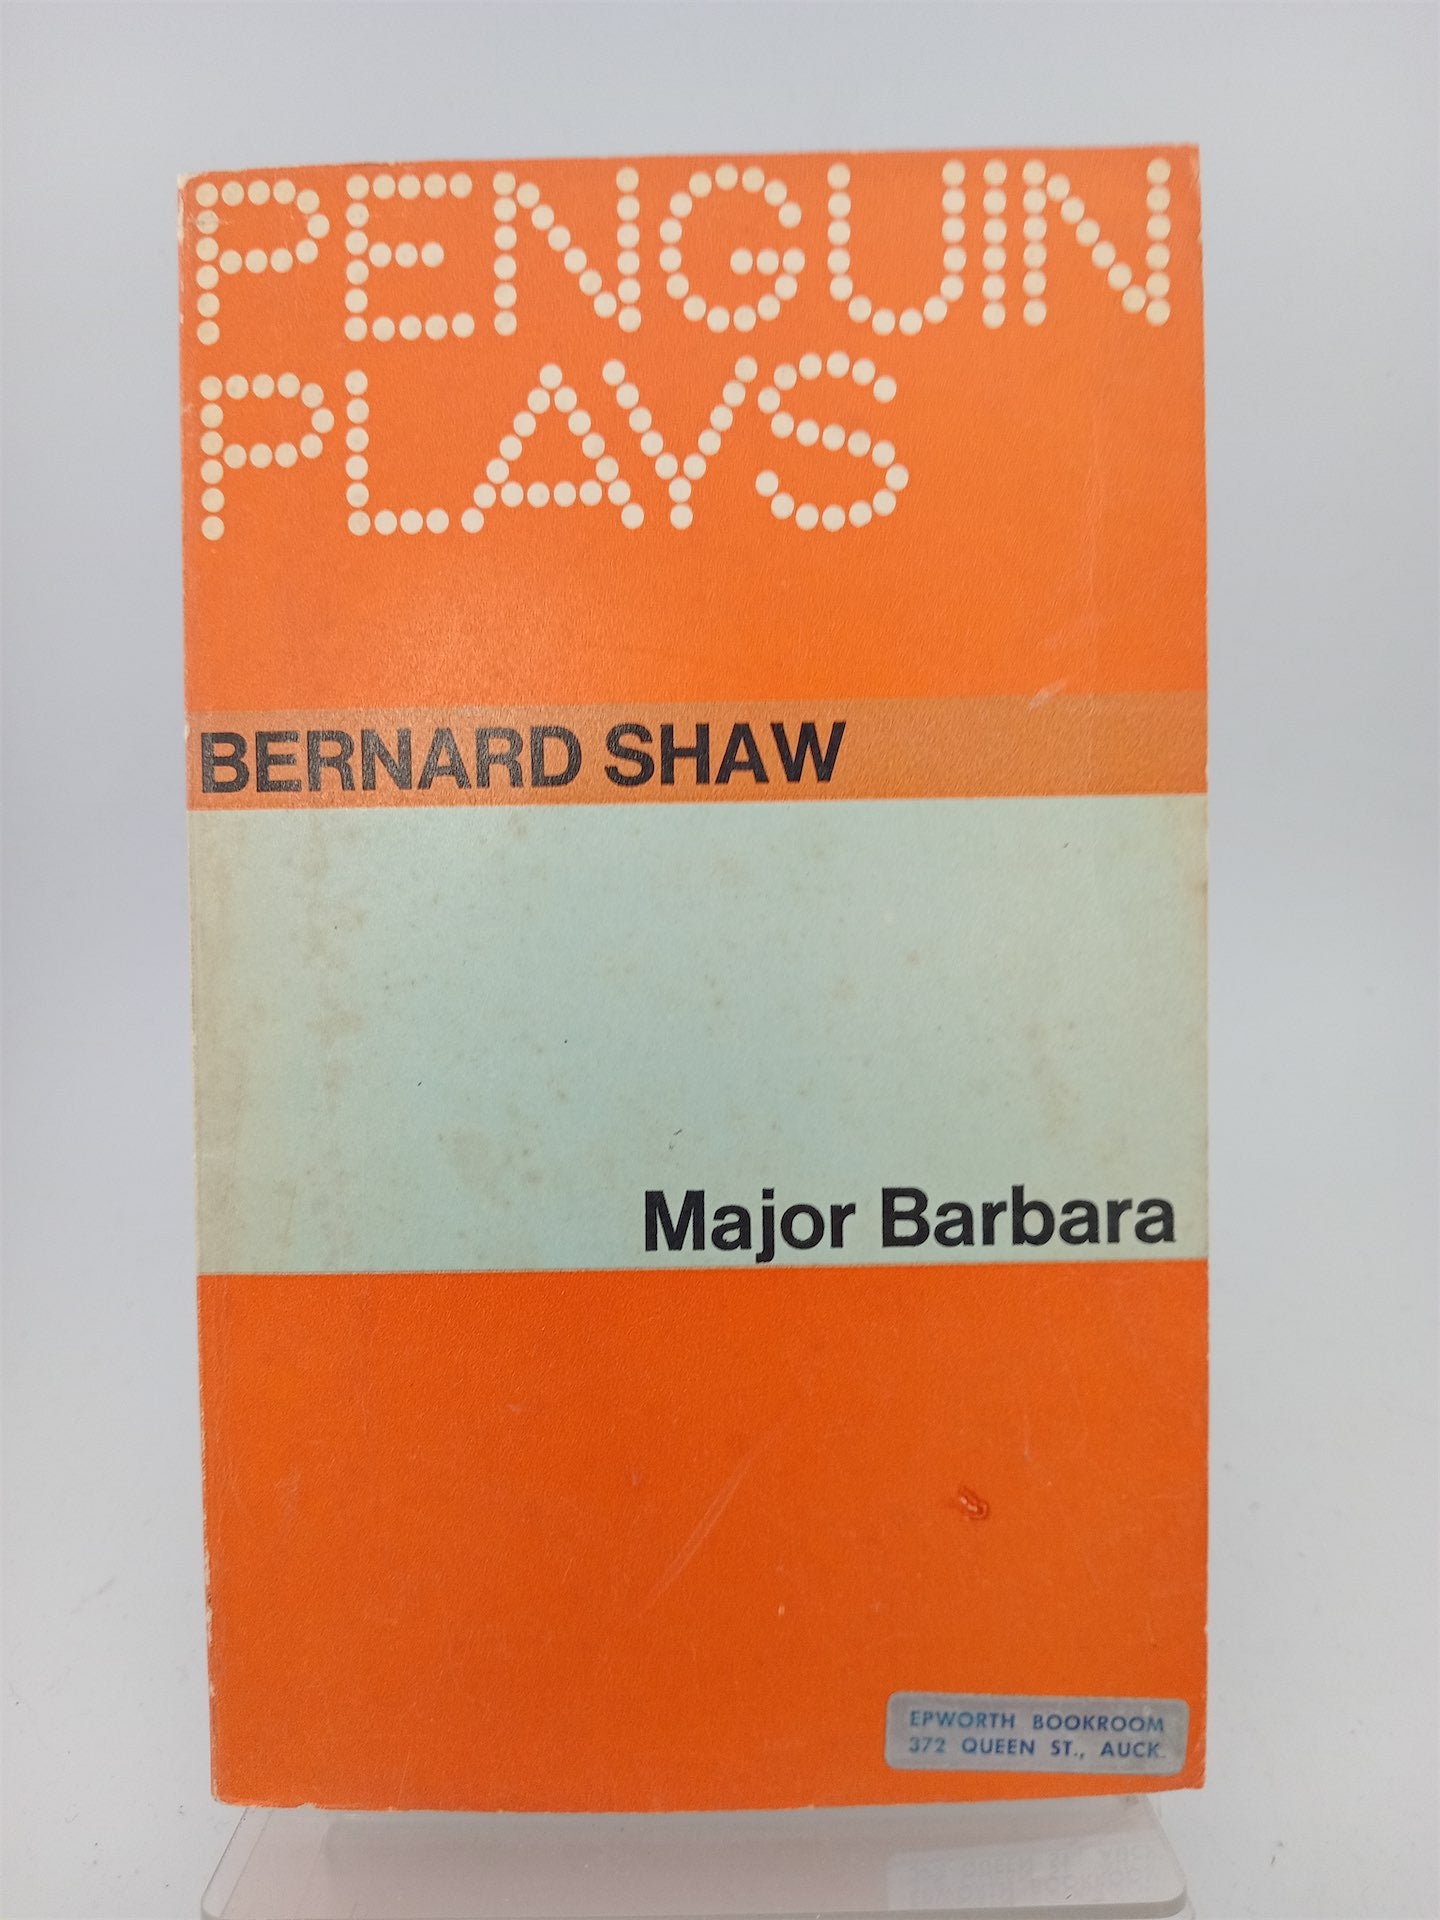 PENGUIN
PLAYS
BERNARD SHAW
Major Barbara
EPWORTH BOOKROOM
372 QUEEN ST., AUCK.